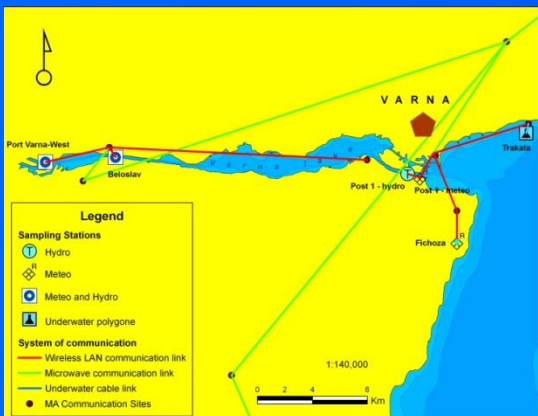 V A R N A
Port Varna-West
Beloslav
Varna lake
Trakata
Post 1 - hydro
Post 1 - meteo
R
Fichoza
Legend
Sampling Stations
T Hydro
R
Meteo
Meteo and Hydro
Underwater polygone
System of communication
Wireless LAN communication link
Microwave communication link
Underwater cable link
MA Communication Sites
1:140,000
0 2 4 8
Km